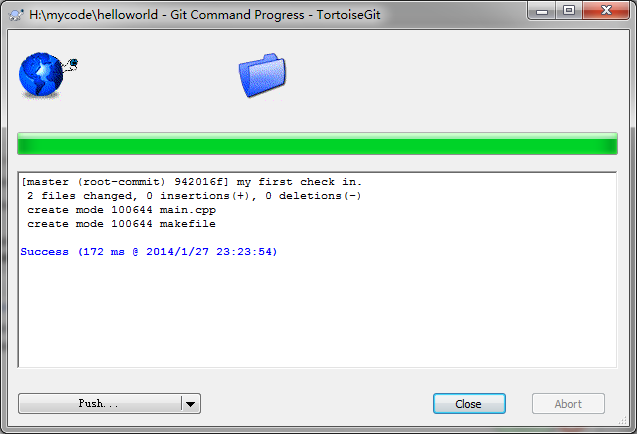 H:\mycode\helloworld - Git Command Progress - TortoiseGit
[master (root-commit) 942016f] my first check in.
2 files changed, 0 insertions(+), 0 deletions(-)
create mode 100644 main.cpp
create mode 100644 makefile
Success (172 ms @ 2014/1/27 23:23:54)
Push...
Close
Abort